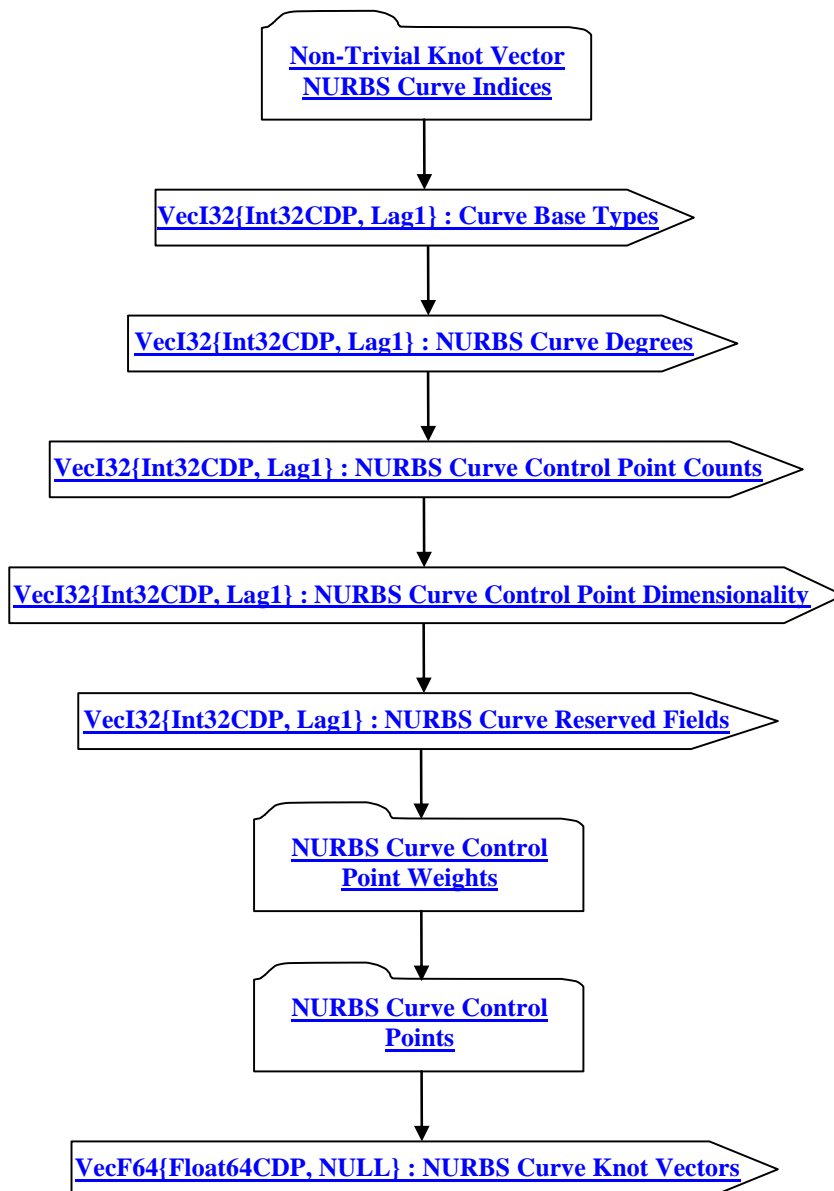 Non-Trivial Knot Vector
NURBS Curve Indices
VecI32{Int32CDP, Lag1} : Curve Base Types
VecI32{Int32CDP, Lag1} : NURBS Curve Degrees
VecI32{Int32CDP, Lag1} : NURBS Curve Control Point Counts
VecI32{Int32CDP, Lag1} : NURBS Curve Control Point Dimensionality
VecI32{Int32CDP, Lag1} : NURBS Curve Reserved Fields
NURBS Curve Control
Point Weights
NURBS Curve Control
Points
VecF64{Float64CDP, NULL} : NURBS Curve Knot Vectors